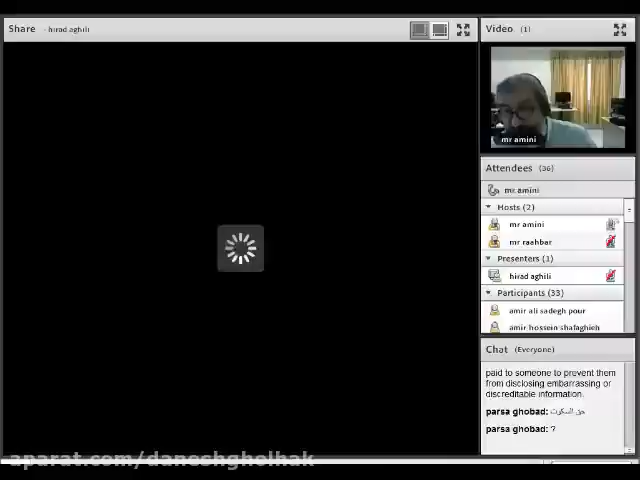 Share - hirad aghili
Video (1)
mr amini
Attendees (36)
mr amini
Hosts (2)
mr amini
mr raahbar
Presenters (1)
hirad aghili
Participants (33)
amir ali sadegh pour
amir hossein shafaghieh
Chat (Everyone)
paid to someone to prevent them
from disclosing embarrassing or
discreditable information.
parsa ghobad: حق السکوت
parsa ghobad: ?
aparat.com/daneshgholhak